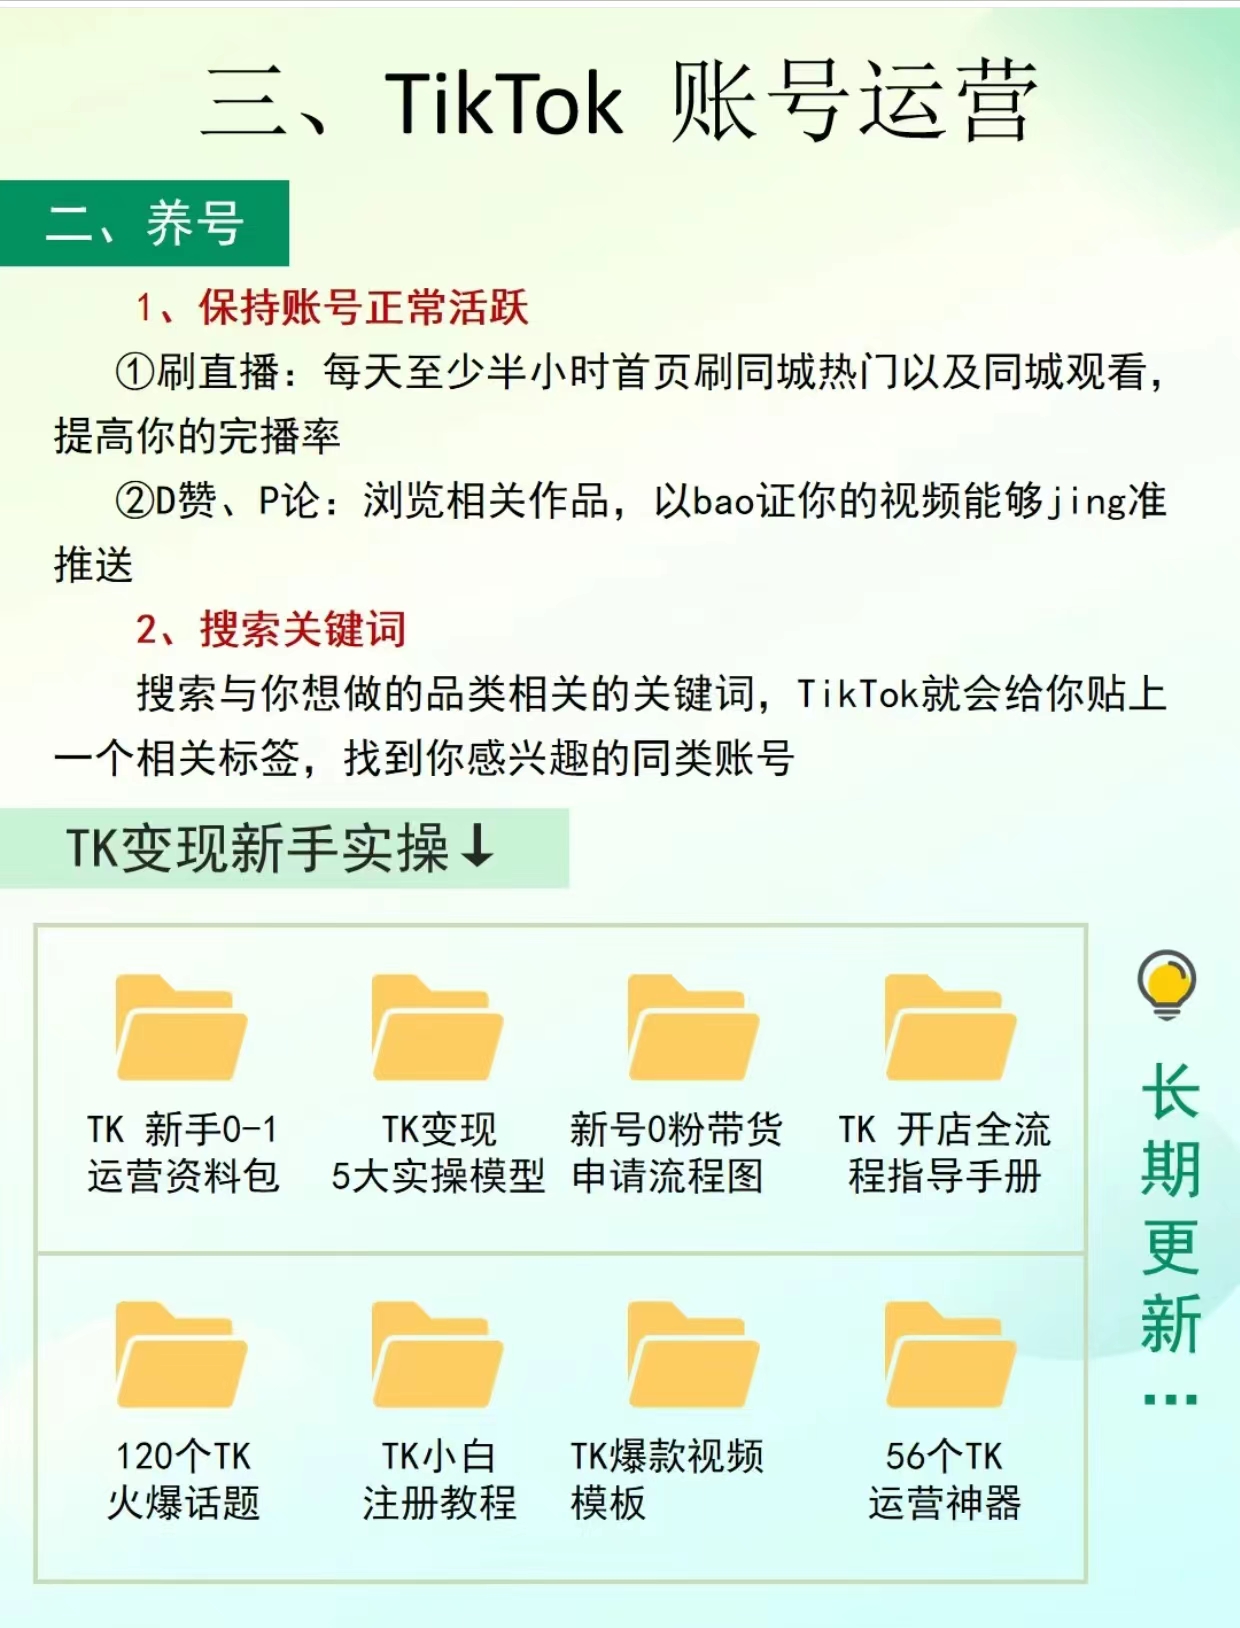 三、TikTok 账号运营
二、养号
1、保持账号正常活跃
①刷直播：每天至少半小时首页刷同城热门以及同城观看，
提高你的完播率
②D赞、P论：浏览相关作品，以bao证你的视频能够jing准
推送
2、搜索关键词
搜索与你想做的品类相关的关键词，TikTok就会给你贴上
一个相关标签，找到你感兴趣的同类账号
TK变现新手实操↓
TK 新手0-1
运营资料包
TK变现
5大实操模型
新号0粉带货
申请流程图
TK 开店全流
程指导手册
120个TK
火爆话题
TK小白
注册教程
TK爆款视频
模板
56个TK
运营神器
长期更新…